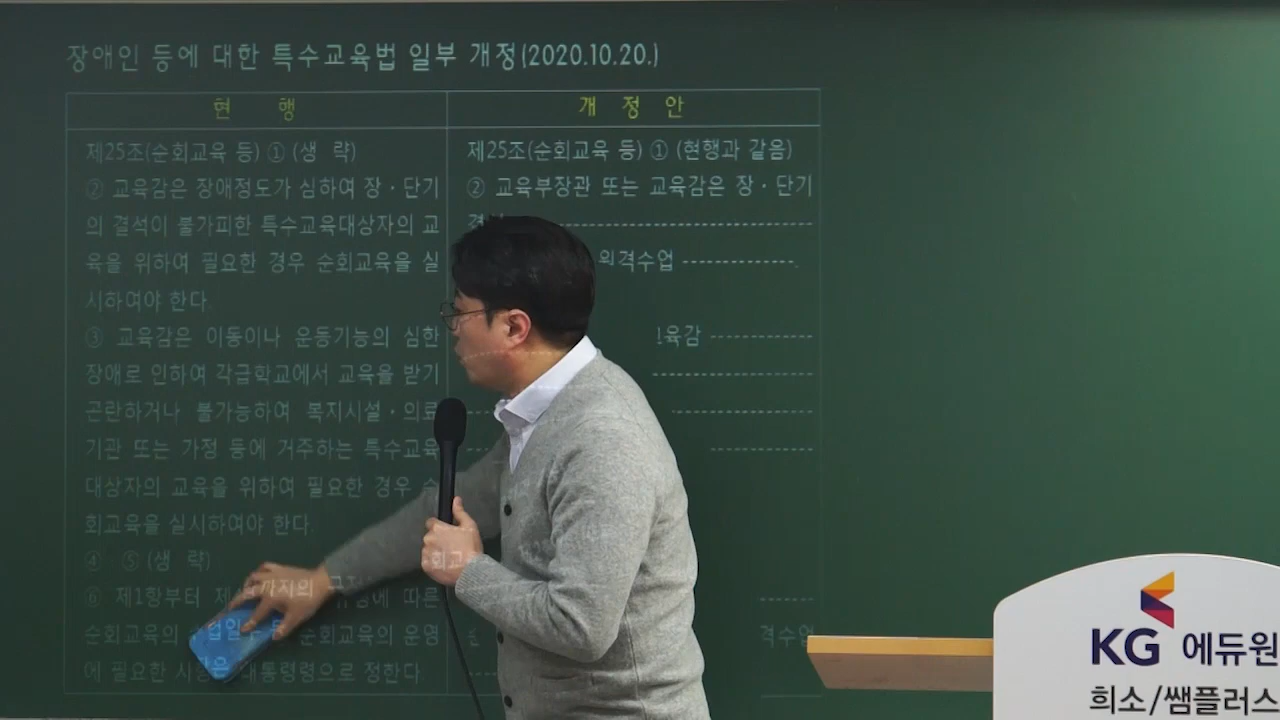 장애인 등에 대한 특수교육법 일부 개정(2020.10.20.)
현 행
제25조(순회교육 등) ① (생 략)
② 교육감은 장애정도가 심하여 장·단기
의 결석이 불가피한 특수교육대상자의 교
육을 위하여 필요한 경우 순회교육을 실
시하여야 한다.
③ 교육감은 이동이나 운동기능의 심한
장애로 인하여 각급학교에서 교육을 받기
곤란하거나 불가능하여 복지시설·의료
기관 또는 가정 등에 거주하는 특수교육
대상자의 교육을 위하여 필요한 경우
회교육을 실시하여야 한다.
④ ⑤ (생 략)
⑥ 제1항부터 따른
순회교육의 순회교육의 운영
에 필요한 대통령령으로 정한다
개 정 안
제25조(순회교육 등) ① (현행과 같음)
② 교육부장관 또는 교육감은 장·단기
원격수업
육감
격수업
KG 에듀원
희소/쌤플러스